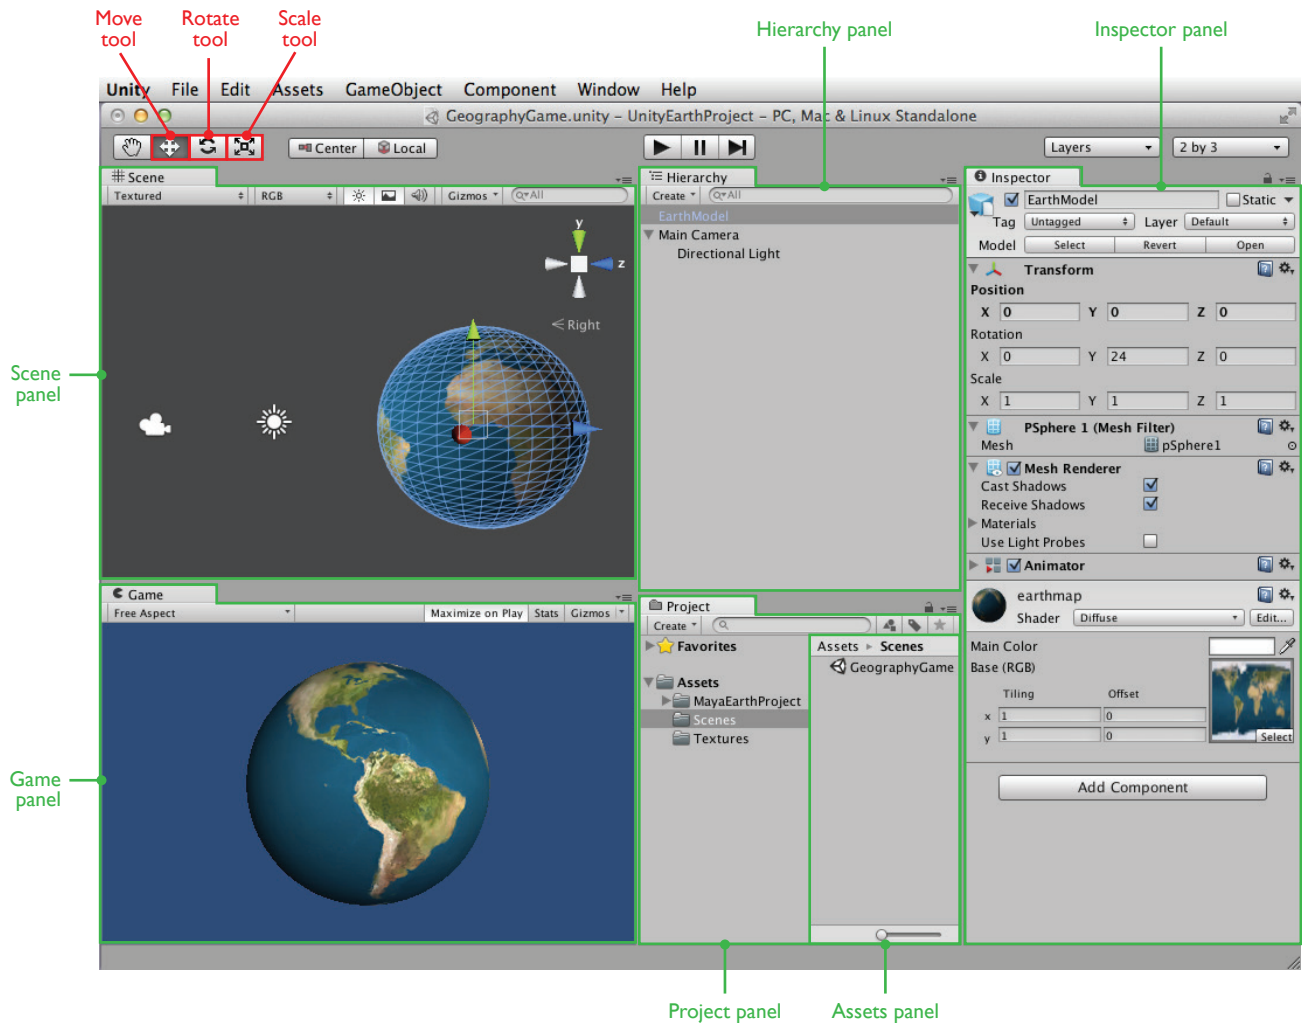 Move tool
Rotate tool
Scale tool
Hierarchy panel
Inspector panel
Unity File Edit Assets GameObject Component Window Help
GeographyGame.unity – UnityEarthProject – PC, Mac & Linux Standalone
Center Local
Layers
2 by 3
Scene
Textured RGB Gizmos All
y
z
Right
Hierarchy
Create All
EarthModel
Main Camera
Directional Light
Inspector
EarthModel Static
Tag Untagged Layer Default
Model Select Revert Open
Transform
Position
X 0 Y 0 Z 0
Rotation
X 0 Y 24 Z 0
Scale
X 1 Y 1 Z 1
PSphere 1 (Mesh Filter)
Mesh pSphere1
Mesh Renderer
Cast Shadows
Receive Shadows
Materials
Use Light Probes
Animator
earthmap
Shader Diffuse Edit...
Main Color
Base (RGB)
Tiling Offset
x 1 0
y 1 0
Select
Add Component
Scene panel
Game
Free Aspect Maximize on Play Stats Gizmos
Game panel
Project
Create
Favorites
Assets
MayaEarthProject
Scenes
Textures
Assets Scenes
GeographyGame
Project panel
Assets panel